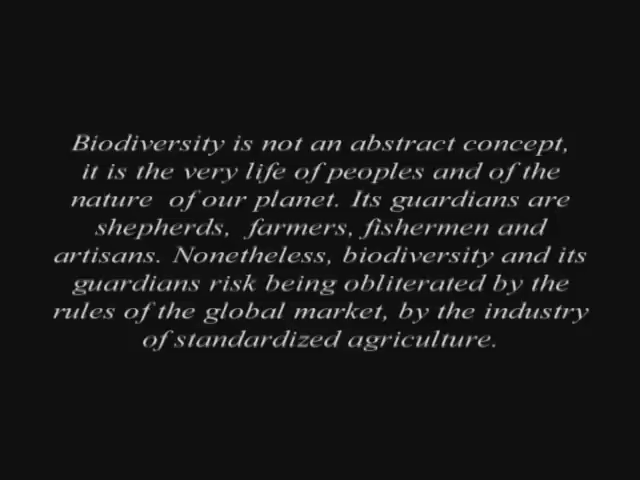 Biodiversity is not an abstract concept,
it is the very life of peoples and of the
nature  of our planet. Its guardians are
shepherds,  farmers, fishermen and
artisans. Nonetheless, biodiversity and its
guardians risk being obliterated by the
rules of the global market, by the industry
of standardized agriculture.